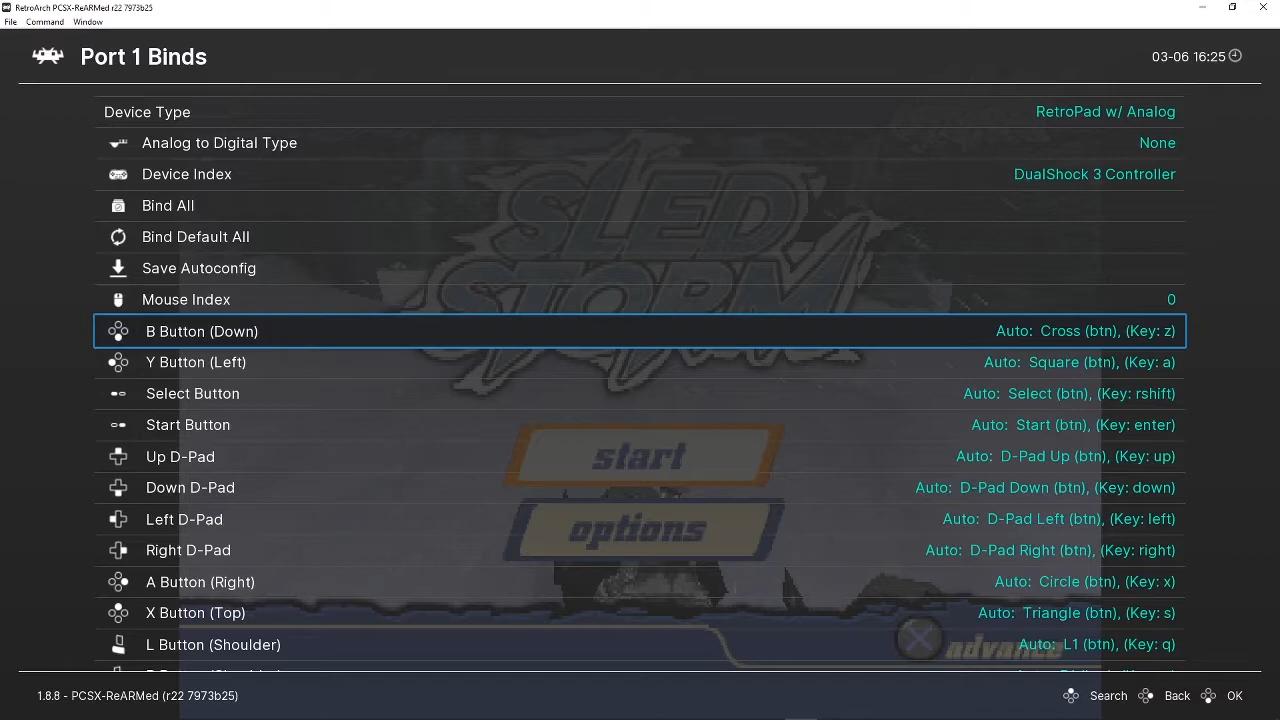 RetroArch PCSX-ReARMed r22 7973b25
File Command Window
Port 1 Binds
03-06 16:25
Device Type RetroPad w/ Analog
Analog to Digital Type None
Device Index DualShock 3 Controller
Bind All
Bind Default All
Save Autoconfig
Mouse Index 0
B Button (Down) Auto: Cross (btn), (Key: z)
Y Button (Left) Auto: Square (btn), (Key: a)
Select Button Auto: Select (btn), (Key: rshift)
Start Button Auto: Start (btn), (Key: enter)
Up D-Pad Auto: D-Pad Up (btn), (Key: up)
Down D-Pad Auto: D-Pad Down (btn), (Key: down)
Left D-Pad Auto: D-Pad Left (btn), (Key: left)
Right D-Pad Auto: D-Pad Right (btn), (Key: right)
A Button (Right) Auto: Circle (btn), (Key: x)
X Button (Top) Auto: Triangle (btn), (Key: s)
L Button (Shoulder) Auto: L1 (btn), (Key: q)
SLED
STORM
start
options
advance
1.8.8 - PCSX-ReARMed (r22 7973b25)
Search Back OK